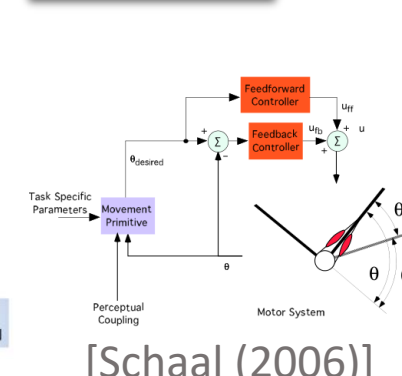 Feedforward
Controller
u_ff
+
Σ
−
Feedback
Controller
u_fb
+
Σ
+
u
θ_desired
Task Specific
Parameters
Movement
Primitive
θ
Perceptual
Coupling
Motor System
θ
θ
[Schaal (2006)]